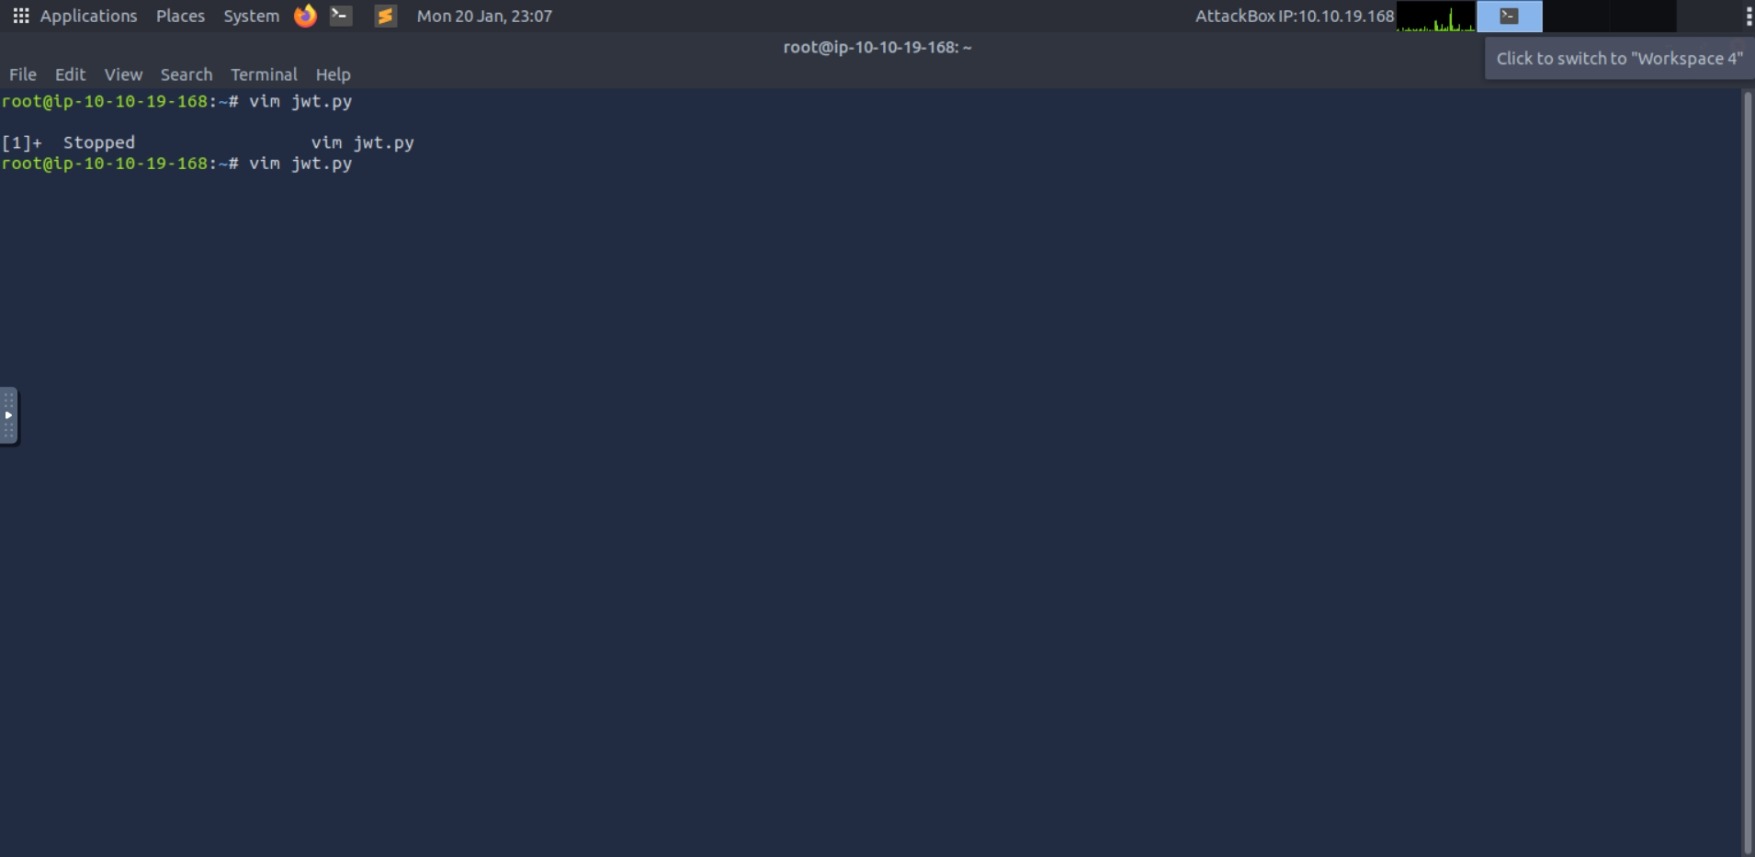 Applications Places System Mon 20 Jan, 23:07 AttackBox IP:10.10.19.168
root@ip-10-10-19-168: ~
Click to switch to "Workspace 4"
File Edit View Search Terminal Help
root@ip-10-10-19-168:~# vim jwt.py
[1]+  Stopped                 vim jwt.py
root@ip-10-10-19-168:~# vim jwt.py